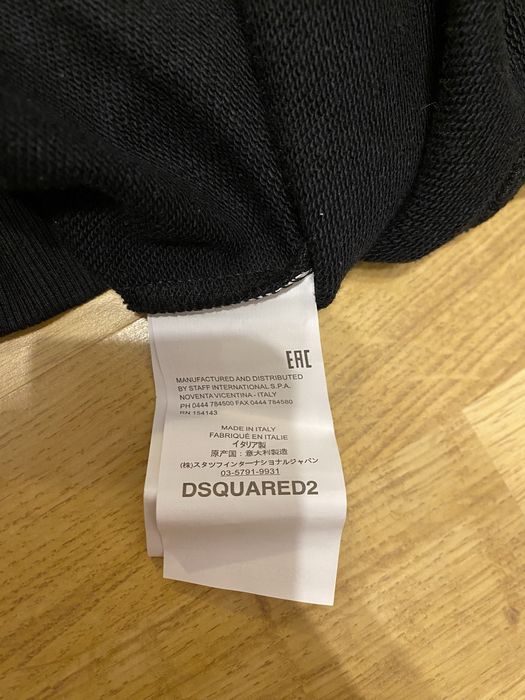 EAC
MANUFACTURED AND DISTRIBUTED
BY STAFF INTERNATIONAL S.P.A.
NOVENTA VICENTINA - ITALY
PH 0444 784500 FAX 0444 784580
RN 154143
MADE IN ITALY
FABRIQUÉ EN ITALIE
イタリア製
原产国:意大利製造
(株)スタッフインターナショナルジャパン
03-5791-9931
DSQUARED2